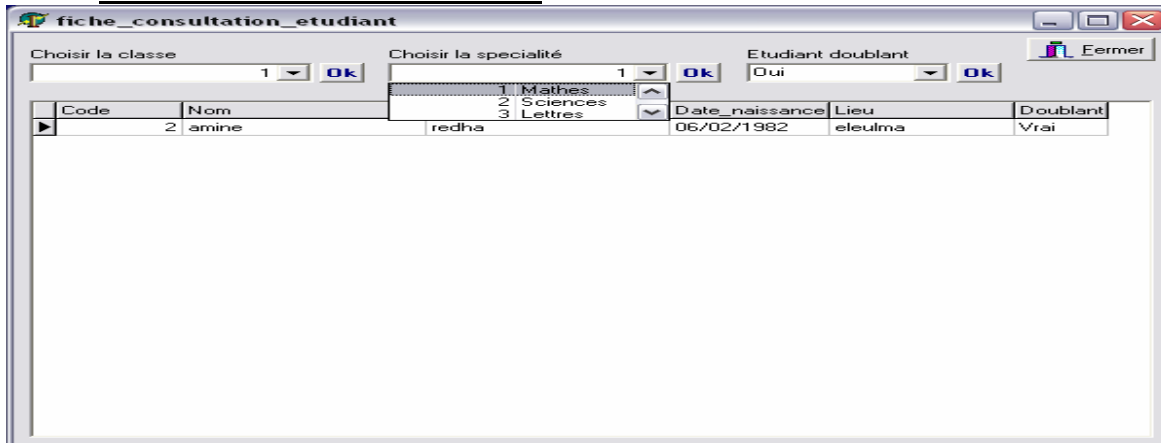 fiche_consultation_etudiant
Choisir la classe Choisir la specialité Etudiant doublant Fermer
1 Ok 1 Ok Oui Ok
1 Mathes
2 Sciences
3 Lettres
Code Nom Date_naissance Lieu Doublant
2 amine redha 06/02/1982 eleulma Vrai